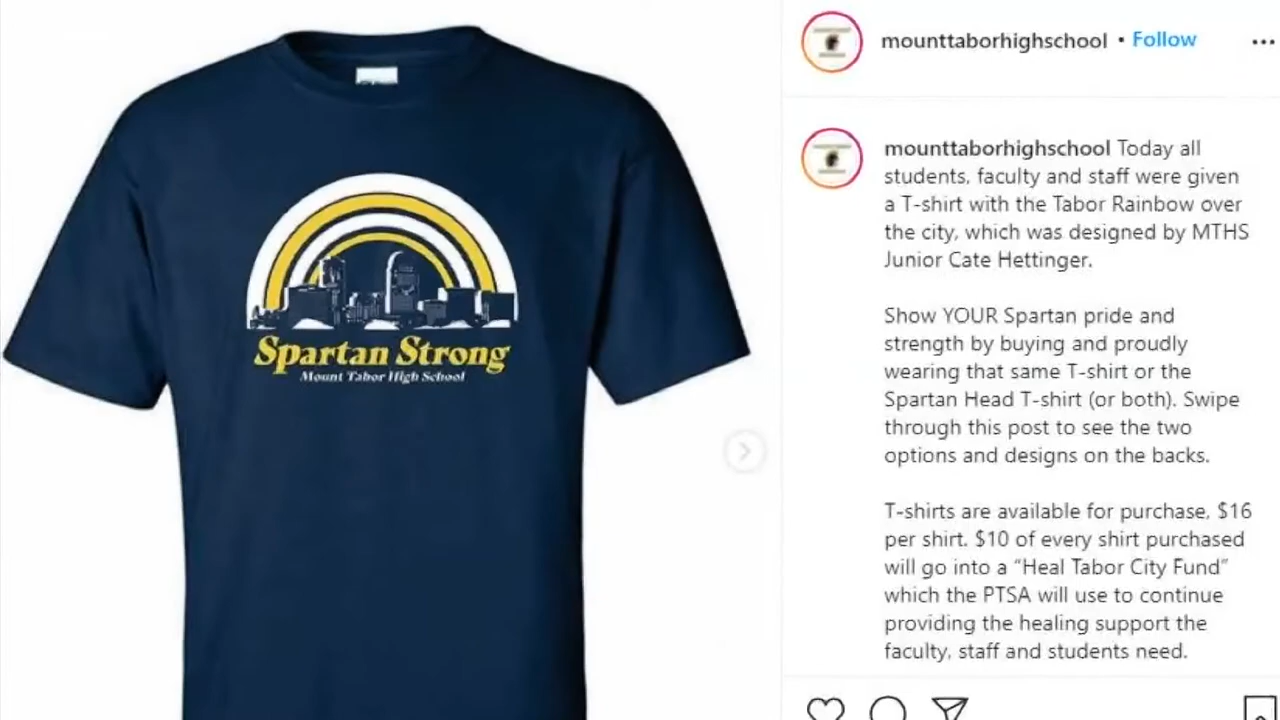 Spartan Strong
Mount Tabor High School
mounttaborhighschool • Follow
mounttaborhighschool Today all
students, faculty and staff were given
a T-shirt with the Tabor Rainbow over
the city, which was designed by MTHS
Junior Cate Hettinger.
Show YOUR Spartan pride and
strength by buying and proudly
wearing that same T-shirt or the
Spartan Head T-shirt (or both). Swipe
through this post to see the two
options and designs on the backs.
T-shirts are available for purchase, $16
per shirt. $10 of every shirt purchased
will go into a “Heal Tabor City Fund”
which the PTSA will use to continue
providing the healing support the
faculty, staff and students need.